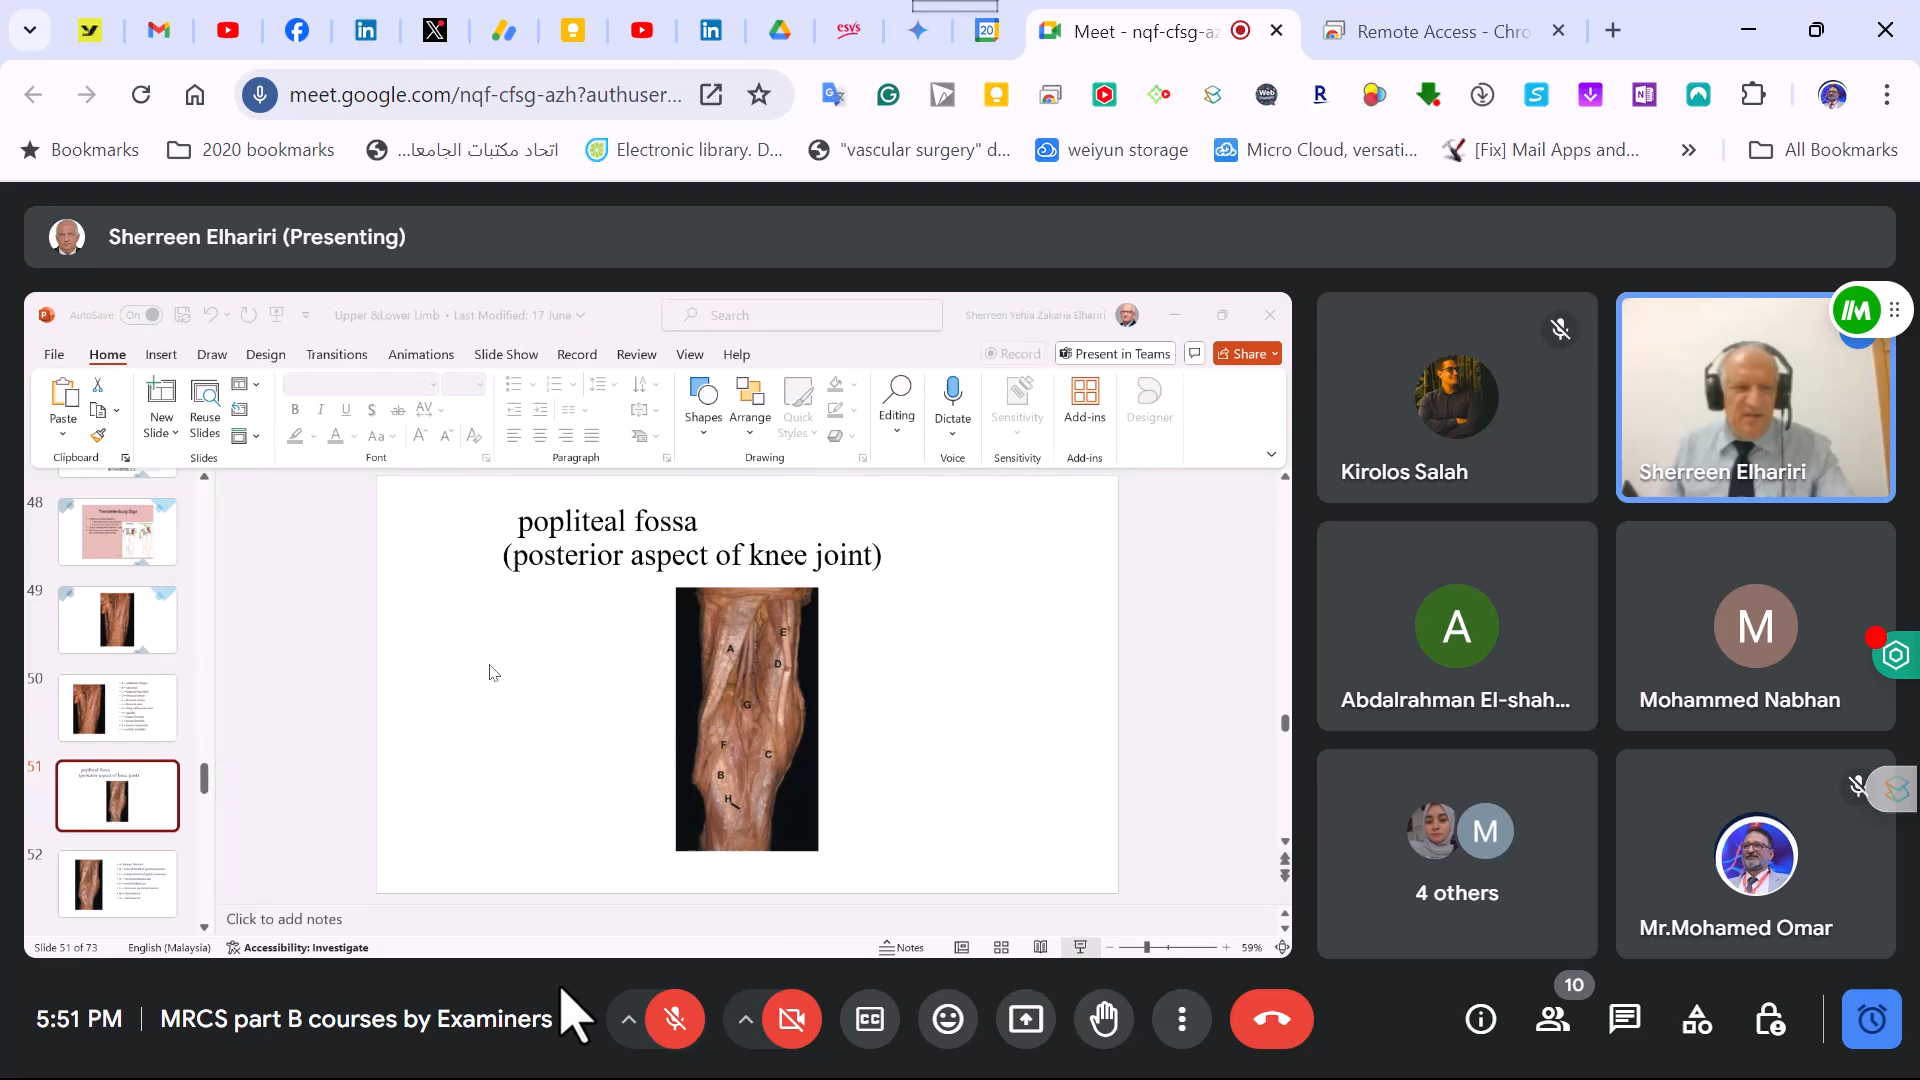 esvs
20
Meet - nqf-cfsg-az
Remote Access - Chro
meet.google.com/nqf-cfsg-azh?authuser...
Bookmarks
2020 bookmarks
اتحاد مكتبات الجامعا...
Electronic library. D...
"vascular surgery" d...
weiyun storage
Micro Cloud, versati...
[Fix] Mail Apps and...
All Bookmarks
Sherreen Elhariri (Presenting)
AutoSave On
Upper &Lower Limb • Last Modified: 17 June
Search
Sherreen Yehia Zakaria Elhariri
File Home Insert Draw Design Transitions Animations Slide Show Record Review View Help
Record
Present in Teams
Share
Paste
New Slide
Reuse Slides
Shapes
Arrange
Quick Styles
Editing
Dictate
Sensitivity
Add-ins
Designer
Clipboard
Slides
Font
Paragraph
Drawing
Voice
Sensitivity
Add-ins
48
49
50
51
52
popliteal fossa
(posterior aspect of knee joint)
E
A
D
G
F
C
B
H
Click to add notes
Slide 51 of 73
English (Malaysia)
Accessibility: Investigate
Notes
59%
Kirolos Salah
Sherreen Elhariri
A
Abdalrahman El-shah...
M
Mohammed Nabhan
M
4 others
Mr.Mohamed Omar
5:51 PM
MRCS part B courses by Examiners
10